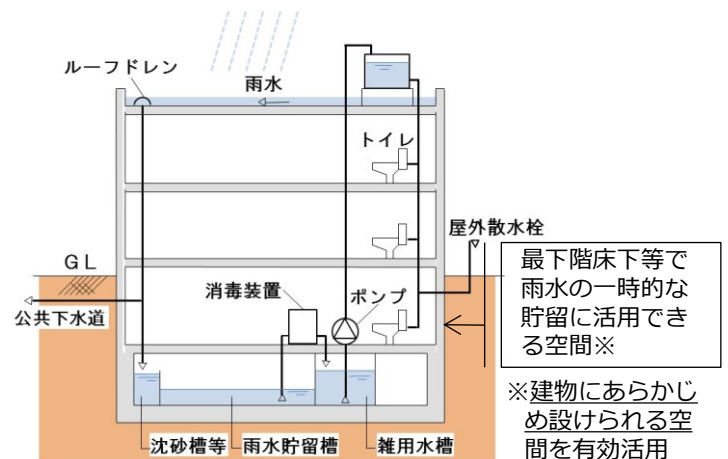 ルーフドレン
雨水
トイレ
屋外散水栓
GL
消毒装置
ポンプ
公共下水道
最下階床下等で
雨水の一時的な
貯留に活用でき
る空間※
※建物にあらかじ
め設けられる空
間を有効活用
沈砂槽等
雨水貯留槽
雑用水槽